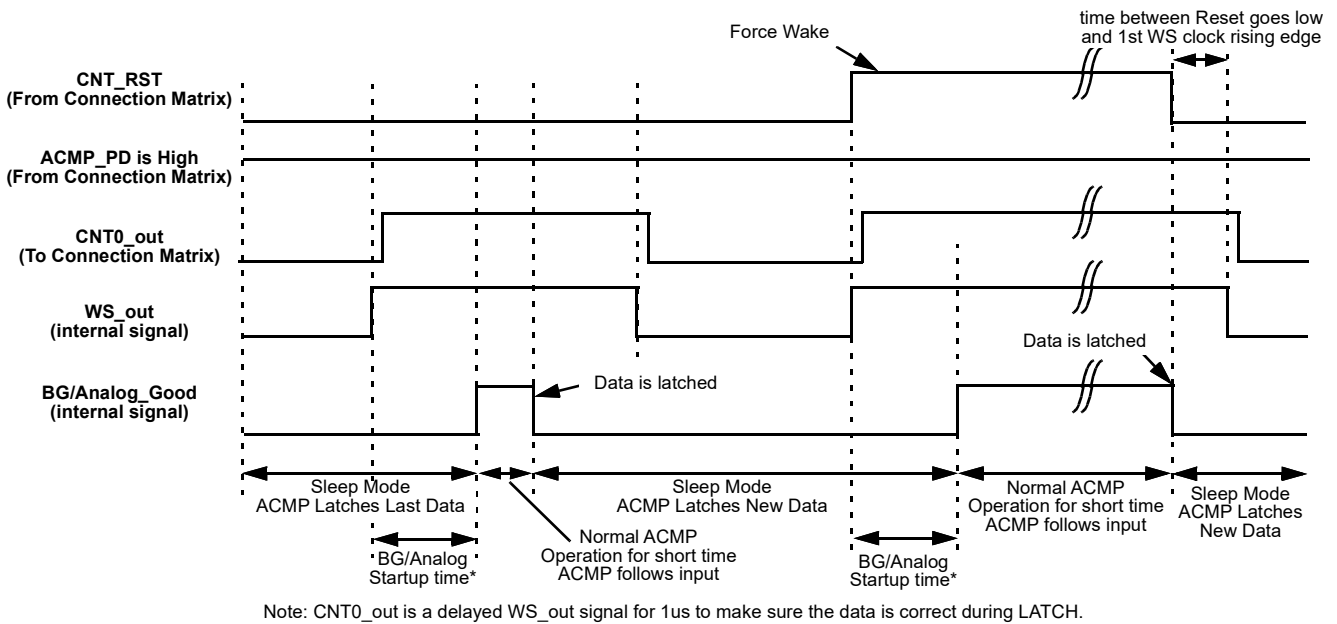 time between Reset goes low
and 1st WS clock rising edge
Force Wake
CNT_RST
(From Connection Matrix)
ACMP_PD is High
(From Connection Matrix)
CNT0_out
(To Connection Matrix)
WS_out
(internal signal)
Data is latched
BG/Analog_Good
(internal signal)
Data is latched
Sleep Mode
ACMP Latches Last Data
Sleep Mode
ACMP Latches New Data
Normal ACMP
Operation for short time
ACMP follows input
Sleep Mode
ACMP Latches
New Data
BG/Analog
Startup time*
Normal ACMP
Operation for short time
ACMP follows input
BG/Analog
Startup time*
Note: CNT0_out is a delayed WS_out signal for 1us to make sure the data is correct during LATCH.